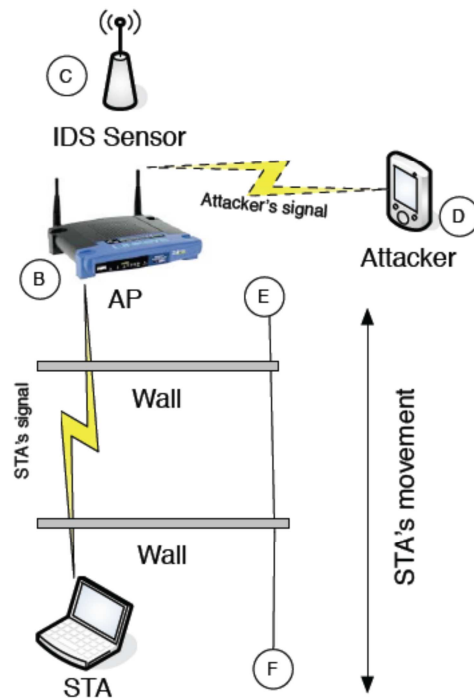 C
IDS Sensor
Attacker's signal
D
Attacker
B
AP
E
STA's signal
Wall
STA's movement
Wall
F
STA